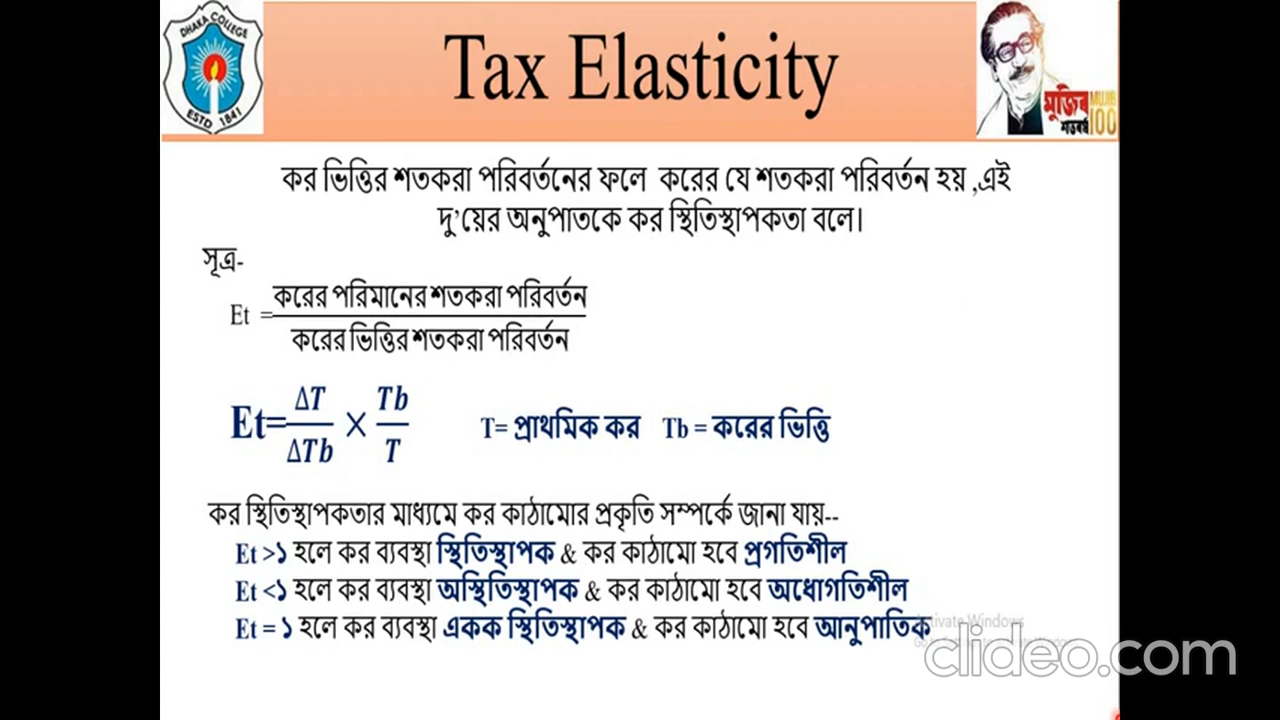 DHAKA COLLEGE
ESTD 1841
Tax Elasticity
মুজিব
শতবর্ষ
MUJIB
100
কর ভিত্তির শতকরা পরিবর্তনের ফলে করের যে শতকরা পরিবর্তন হয় ,এই
দু’য়ের অনুপাতকে কর স্থিতিস্থাপকতা বলে।
সূত্র-
Et = করের পরিমানের শতকরা পরিবর্তন
করের ভিত্তির শতকরা পরিবর্তন
Et= ΔT/ΔTb × Tb/T T= প্রাথমিক কর Tb = করের ভিত্তি
কর স্থিতিস্থাপকতার মাধ্যমে কর কাঠামোর প্রকৃতি সম্পর্কে জানা যায়--
Et >১ হলে কর ব্যবস্থা স্থিতিস্থাপক & কর কাঠামো হবে প্রগতিশীল
Et <১ হলে কর ব্যবস্থা অস্থিতিস্থাপক & কর কাঠামো হবে অধোগতিশীল
Et = ১ হলে কর ব্যবস্থা একক স্থিতিস্থাপক & কর কাঠামো হবে আনুপাতিক
Activate Windows
clideo.com